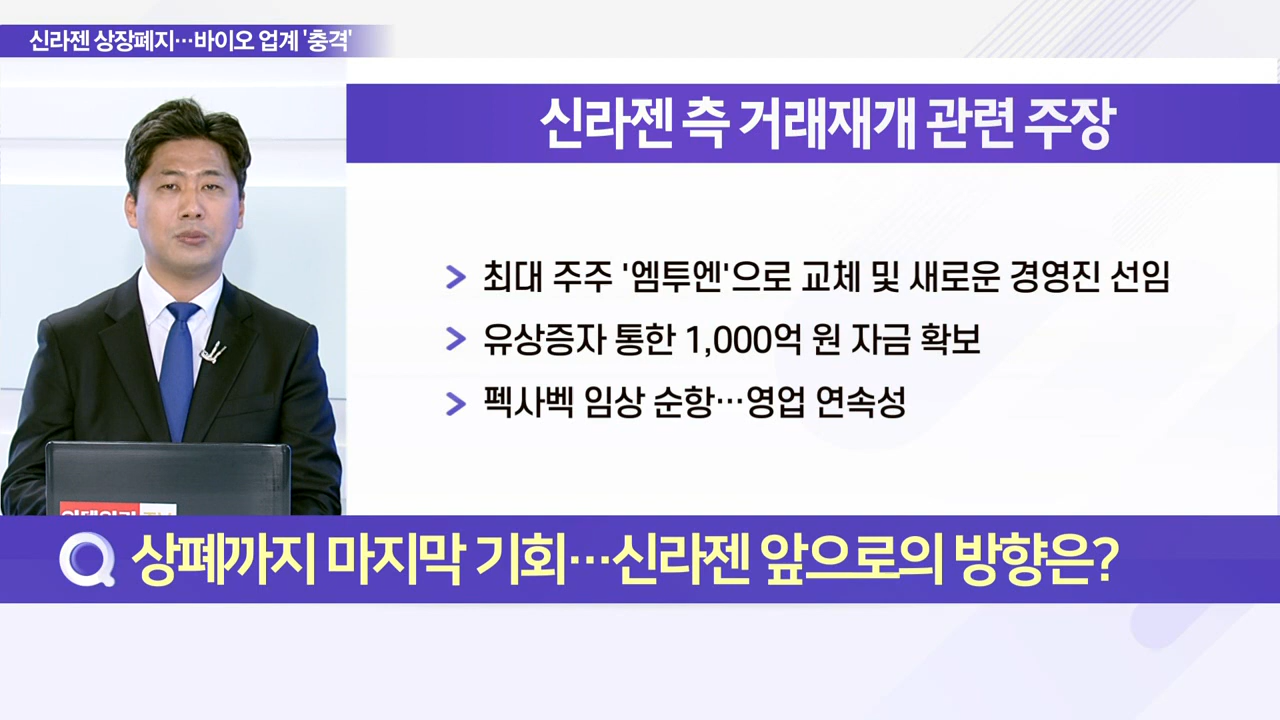 신라젠 상장폐지…바이오 업계 '충격'
신라젠 측 거래재개 관련 주장
> 최대 주주 '엠투엔'으로 교체 및 새로운 경영진 선임
> 유상증자 통한 1,000억 원 자금 확보
> 펙사벡 임상 순항…영업 연속성
Q 상폐까지 마지막 기회…신라젠 앞으로의 방향은?